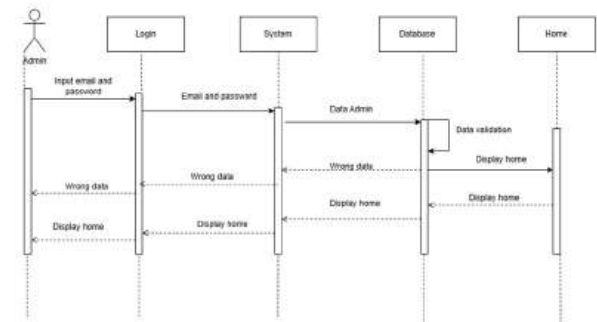 Login
System
Database
Home
Admin
Input email and
password
Email and password
Data Admin
Data validation
Display home
Wrong data
Wrong data
Wrong data
Display home
Display home
Display home
Display home